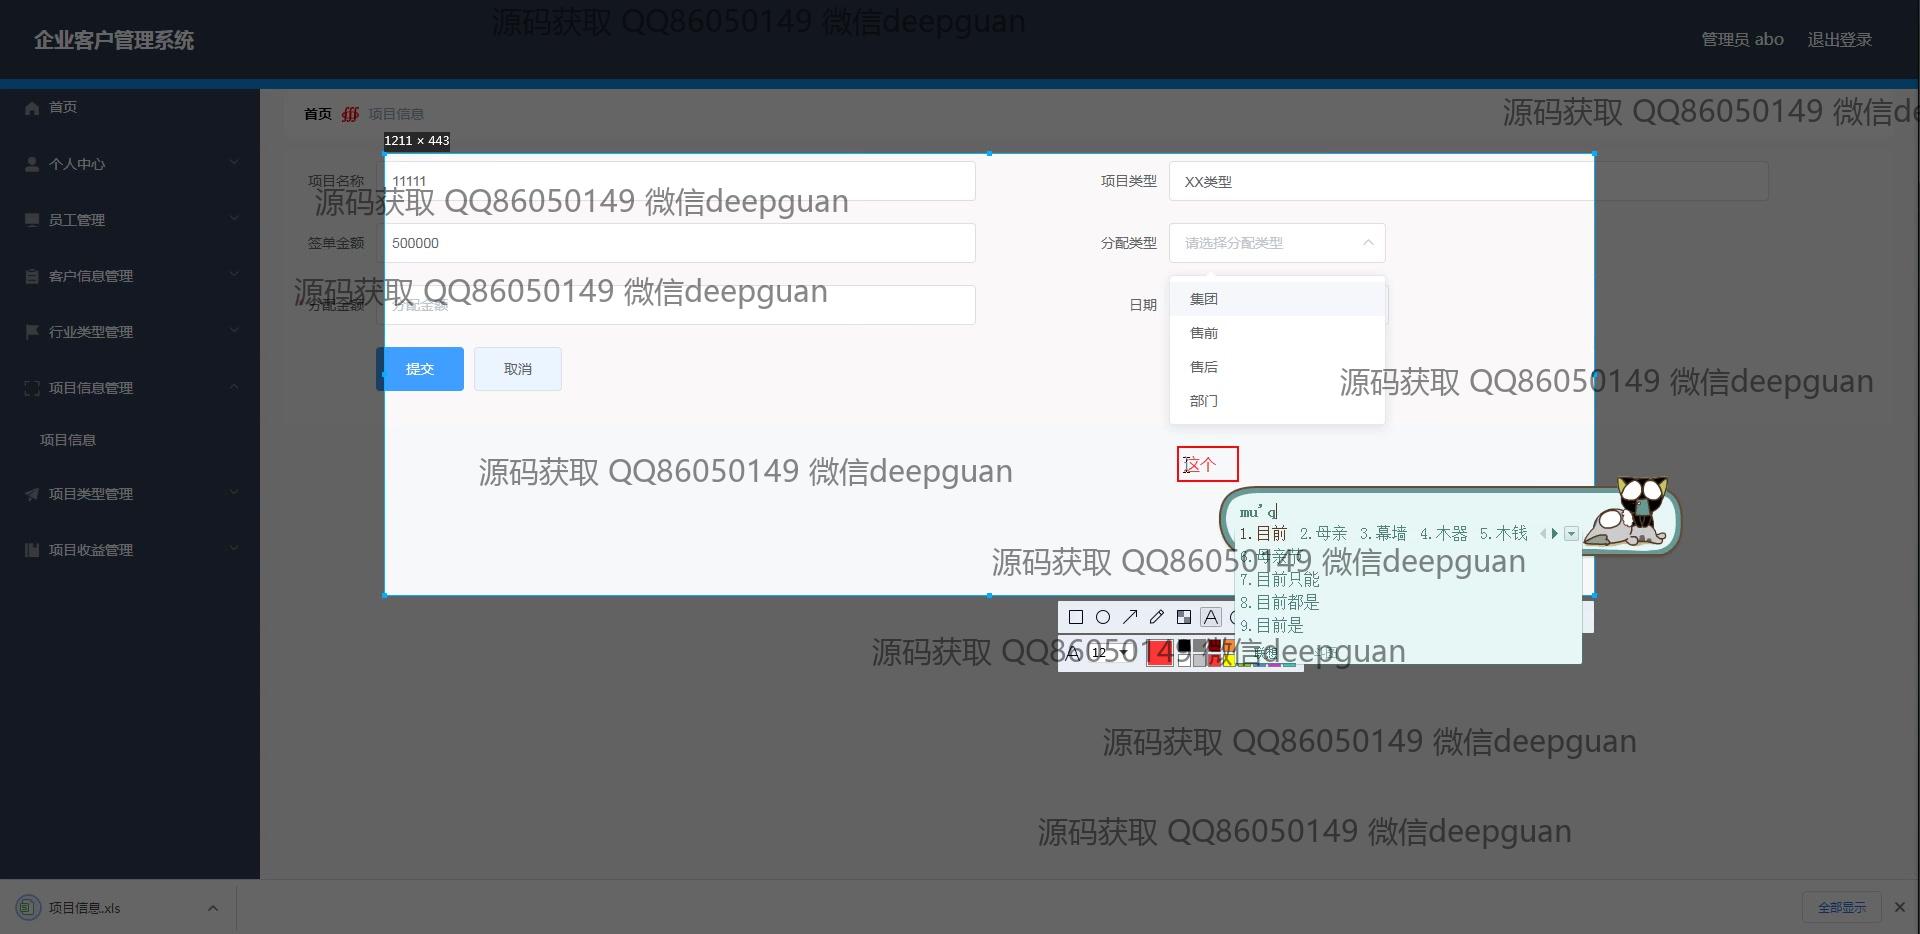 源码获取 QQ86050149 微信deepguan
企业客户管理系统
管理员 abo
退出登录
首页
个人中心
员工管理
客户信息管理
行业类型管理
项目信息管理
项目信息
项目类型管理
项目收益管理
首页 项目信息
源码获取 QQ86050149 微信de
1211 × 443
项目名称 11111
项目类型 XX类型
源码获取 QQ86050149 微信deepguan
签单金额 500000
分配类型 请选择分配类型
源码获取 QQ86050149 微信deepguan
分配金额 分配金额
日期
集团
售前
售后
部门
提交 取消
源码获取 QQ86050149 微信deepguan
源码获取 QQ86050149 微信deepguan
这个
mu'q
1.目前 2.母亲 3.幕墙 4.木器 5.木钱
6.母亲节
7.目前只能
8.目前都是
9.目前是
源码获取 QQ86050149 微信deepguan
A
A 12
源码获取 QQ86050149 微信deepguan
源码获取 QQ86050149 微信deepguan
源码获取 QQ86050149 微信deepguan
项目信息.xls
全部显示